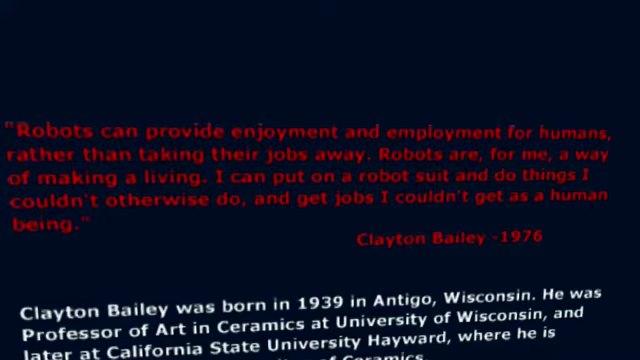 "Robots can provide enjoyment and employment for humans,
rather than taking their jobs away. Robots are, for me, a way
of making a living. I can put on a robot suit and do things I
couldn't otherwise do, and get jobs I couldn't get as a human
being."
Clayton Bailey -1976
Clayton Bailey was born in 1939 in Antigo, Wisconsin. He was
Professor of Art in Ceramics at University of Wisconsin, and
later at California State University Hayward, where he is
of Ceramics